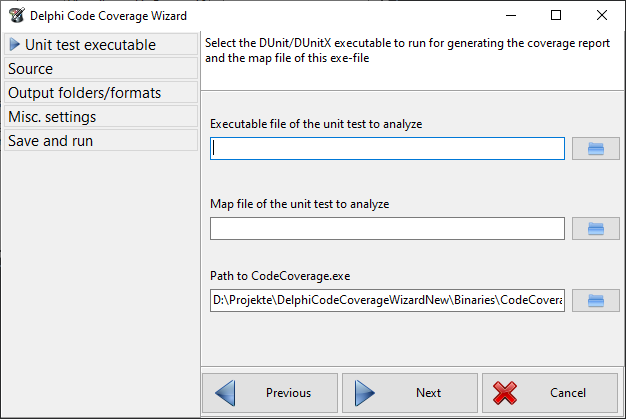 Delphi Code Coverage Wizard
Unit test executable
Source
Output folders/formats
Misc. settings
Save and run
Select the DUnit/DUnitX executable to run for generating the coverage report
and the map file of this exe-file
Executable file of the unit test to analyze
Map file of the unit test to analyze
Path to CodeCoverage.exe
D:\Projekte\DelphiCodeCoverageWizardNew\Binaries\CodeCovera
Previous
Next
Cancel